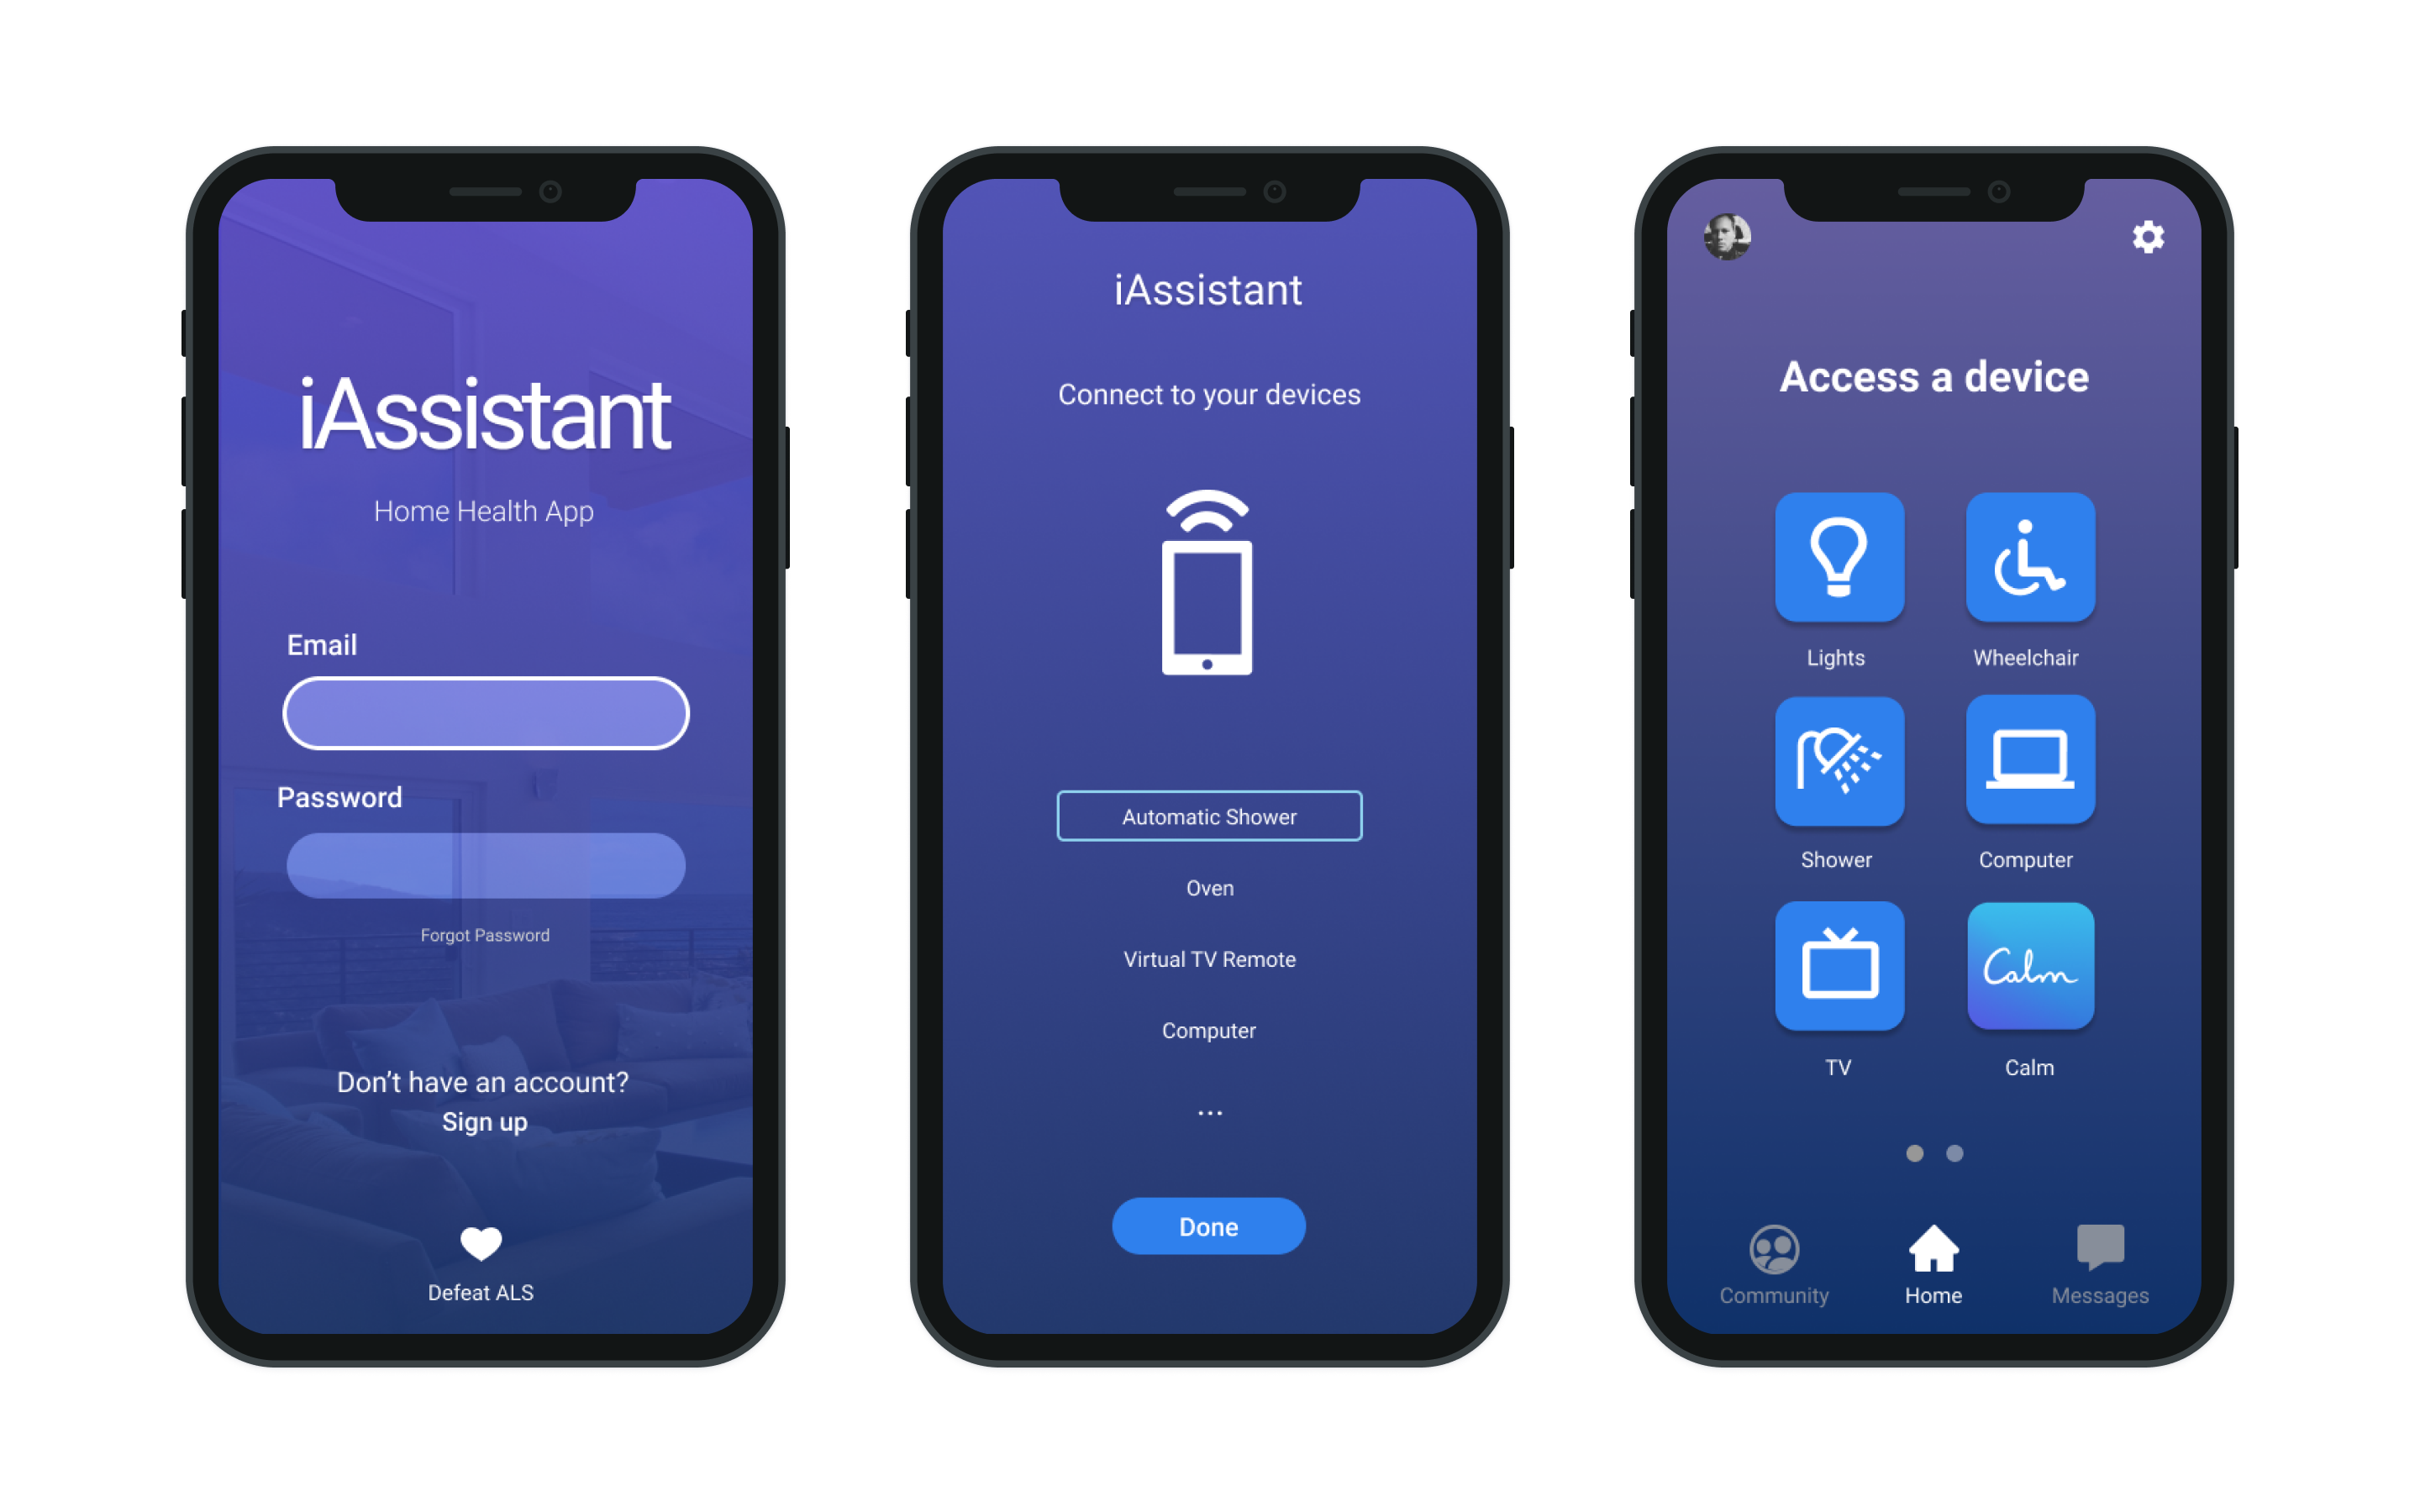 iAssistant
Home Health App
Email
Password
Forgot Password
Don’t have an account?
Sign up
Defeat ALS
iAssistant
Connect to your devices
Automatic Shower
Oven
Virtual TV Remote
Computer
...
Done
Access a device
Lights
Wheelchair
Shower
Computer
Calm
TV
Calm
Community
Home
Messages